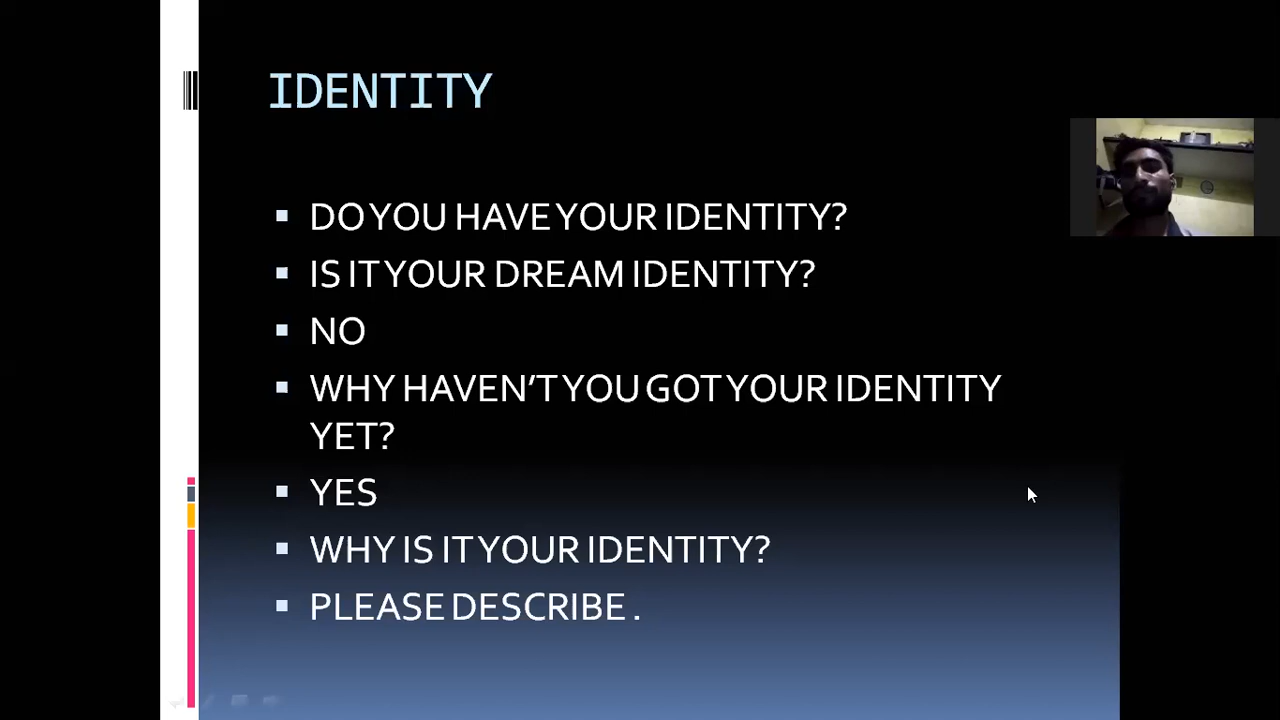 IDENTITY
DO YOU HAVE YOUR IDENTITY?
IS IT YOUR DREAM IDENTITY?
NO
WHY HAVEN'T YOU GOT YOUR IDENTITY
YET?
YES
WHY IS IT YOUR IDENTITY?
PLEASE DESCRIBE .